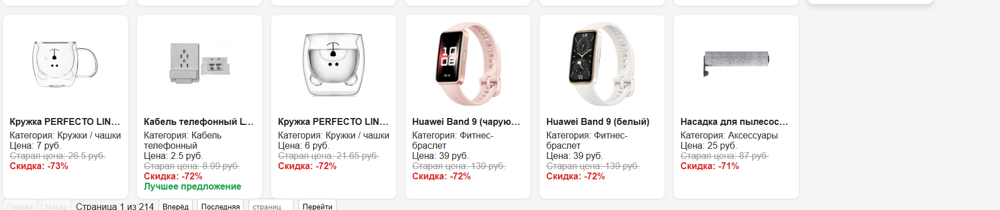 Кружка PERFECTO LIN...
Категория: Кружки / чашки
Цена: 7 руб.
Старая цена: 26.5 руб.
Скидка: -73%
Кабель телефонный L...
Категория: Кабель
телефонный
Цена: 2.5 руб.
Старая цена: 8.99 руб.
Скидка: -72%
Лучшее предложение
Кружка PERFECTO LIN...
Категория: Кружки / чашки
Цена: 6 руб.
Старая цена: 21.65 руб.
Скидка: -72%
10
08
Huawei Band 9 (чарую...
Категория: Фитнес-
браслет
Цена: 39 руб.
Старая цена: 139 руб.
Скидка: -72%
XII
VI
Huawei Band 9 (белый)
Категория: Фитнес-
браслет
Цена: 39 руб.
Старая цена: 139 руб.
Скидка: -72%
Насадка для пылесос...
Категория: Аксессуары
Цена: 25 руб.
Старая цена: 87 руб.
Скидка: -71%
Первая Назад Страница 1 из 214 Вперёд Последняя страниц Перейти